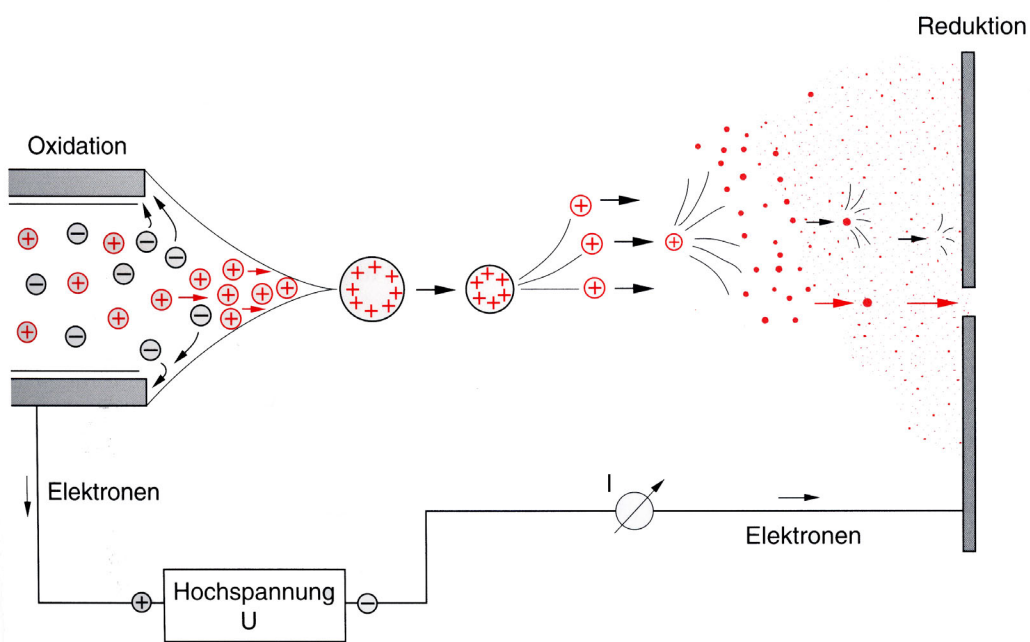 Reduktion
Oxidation
Elektronen
I
Elektronen
Hochspannung
U